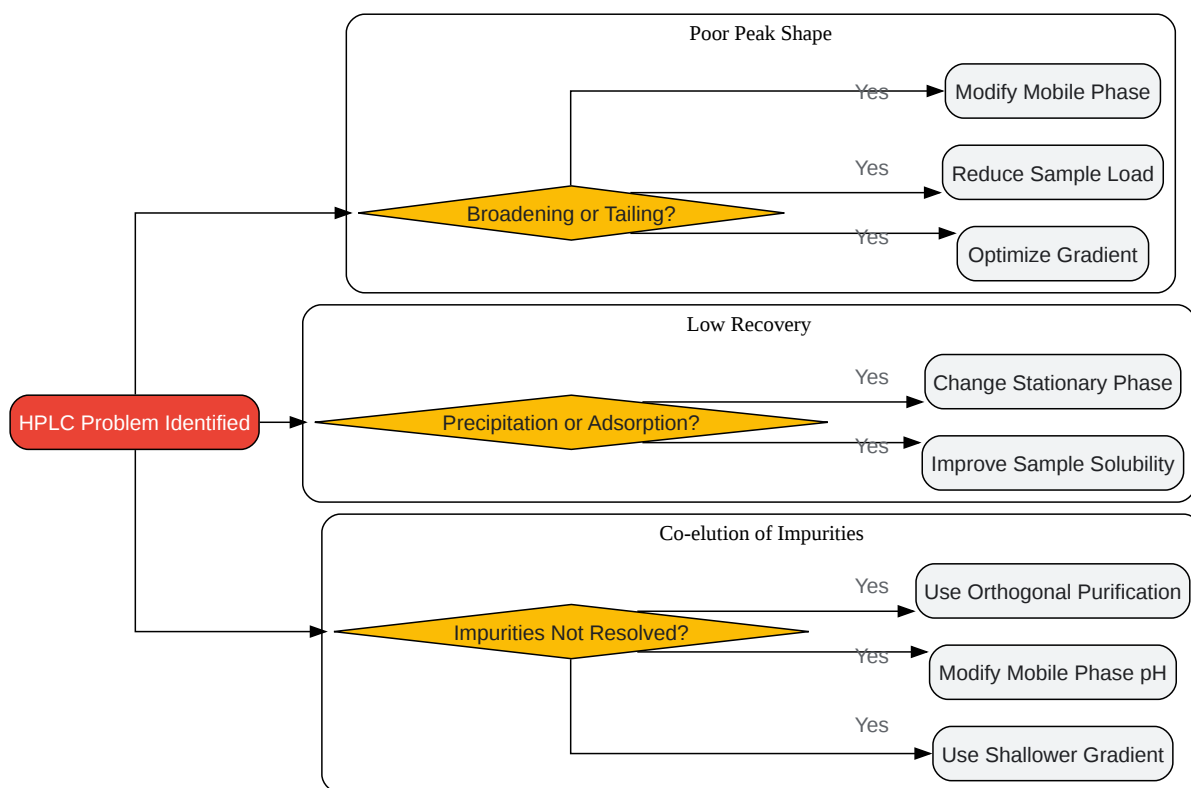 Poor Peak Shape
Yes
Modify Mobile Phase
Yes
Reduce Sample Load
Broadening or Tailing?
Yes
Optimize Gradient
Low Recovery
Yes
Change Stationary Phase
HPLC Problem Identified
Precipitation or Adsorption?
Yes
Improve Sample Solubility
Co-elution of Impurities
Yes
Use Orthogonal Purification
Impurities Not Resolved?
Yes
Modify Mobile Phase pH
Yes
Use Shallower Gradient